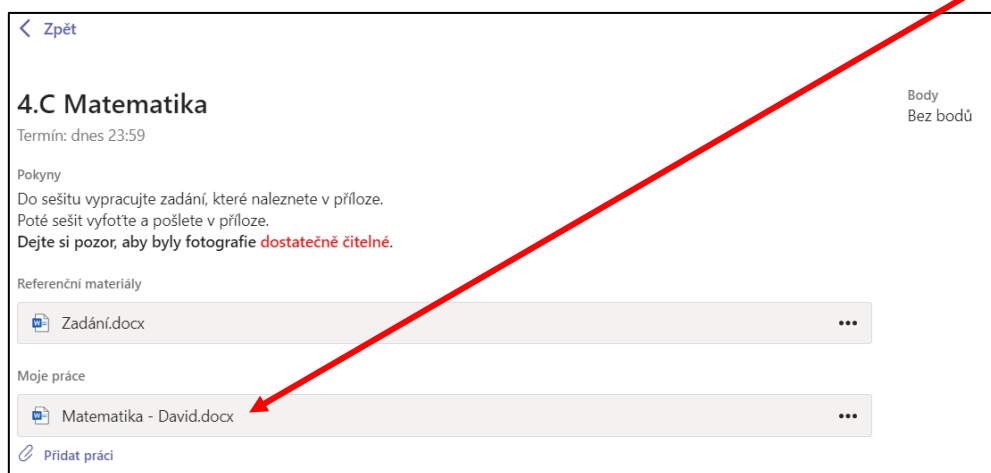 Zpět
4.C Matematika
Termín: dnes 23:59
Body
Bez bodů
Pokyny
Do sešitu vypracujte zadání, které naleznete v příloze.
Poté sešit vyfoťte a pošlete v příloze.
Dejte si pozor, aby byly fotografie dostatečně čitelné.
Referenční materiály
Zadání.docx
Moje práce
Matematika - David.docx
Přidat práci